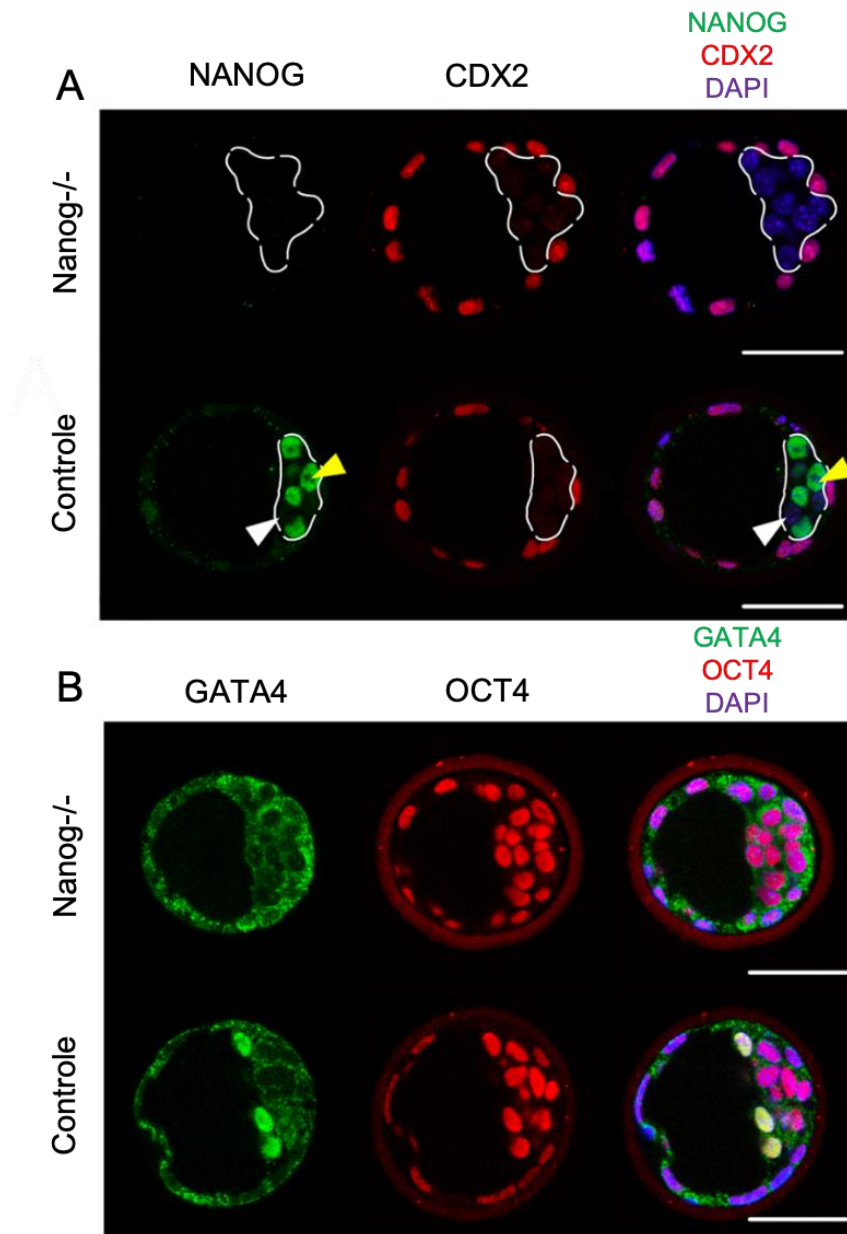 NANOG
CDX2
DAPI
A
NANOG
CDX2
Nanog-/-
Controle
GATA4
OCT4
DAPI
B
GATA4
OCT4
Nanog-/-
Controle